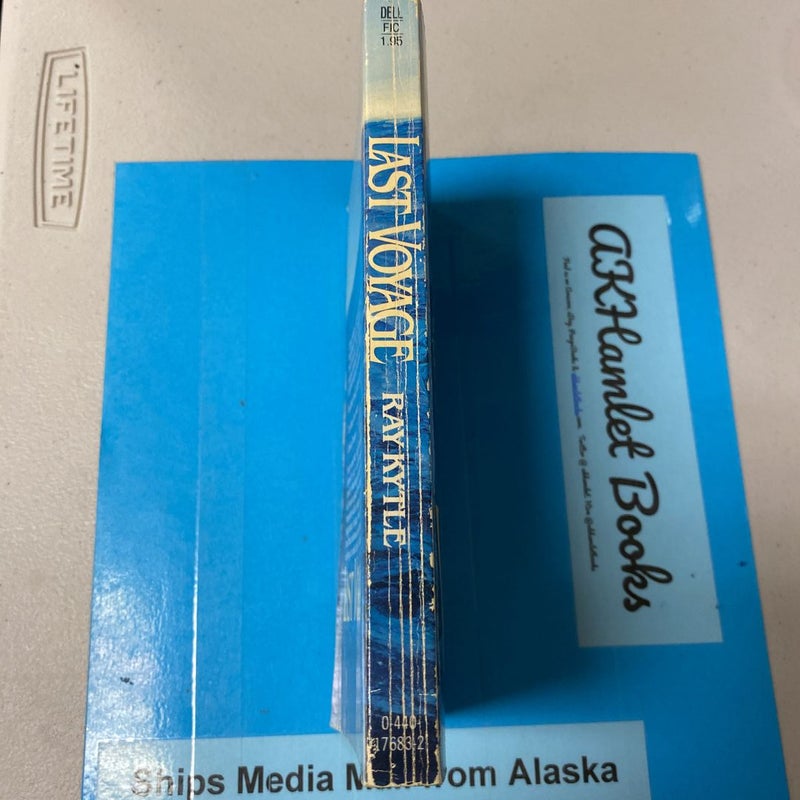 DELL
FIC
1.95
LAST VOYAGE
RAY KYTLE
0-440-
17683-2
LIFETIME
AKHamlet Books
Ships Media M om Alaska